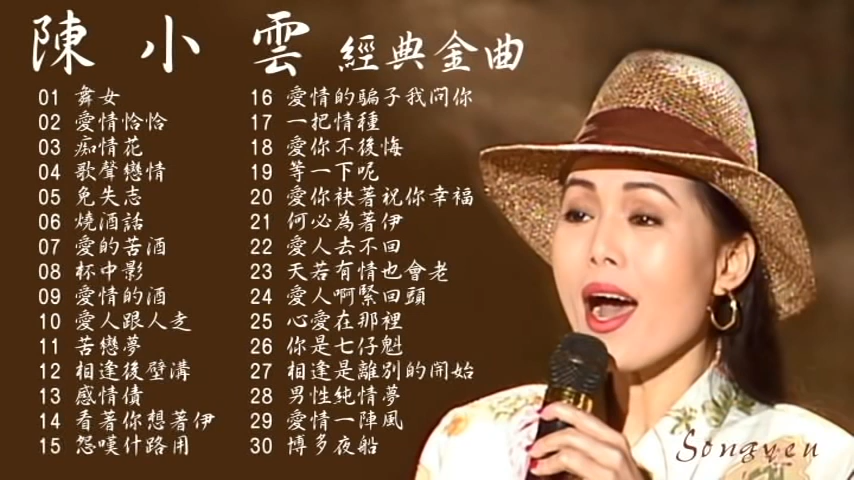 陳小雲 經典金曲
01 舞女
02 愛情恰恰
03 痴情花
04 歌聲戀情
05 免失志
06 燒酒話
07 愛的苦酒
08 杯中影
09 愛情的酒
10 愛人跟人走
11 苦戀夢
12 相逢後壁溝
13 感情債
14 看著你想著伊
15 怨嘆什路用
16 愛情的騙子我問你
17 一把情種
18 愛你不後悔
19 等一下呢
20 愛你袂著祝你幸福
21 何必為著伊
22 愛人去不回
23 天若有情也會老
24 愛人啊緊回頭
25 心愛在那裡
26 你是七仔魁
27 相逢是離別的開始
28 男性純情夢
29 愛情一陣風
30 博多夜船
Songyeu